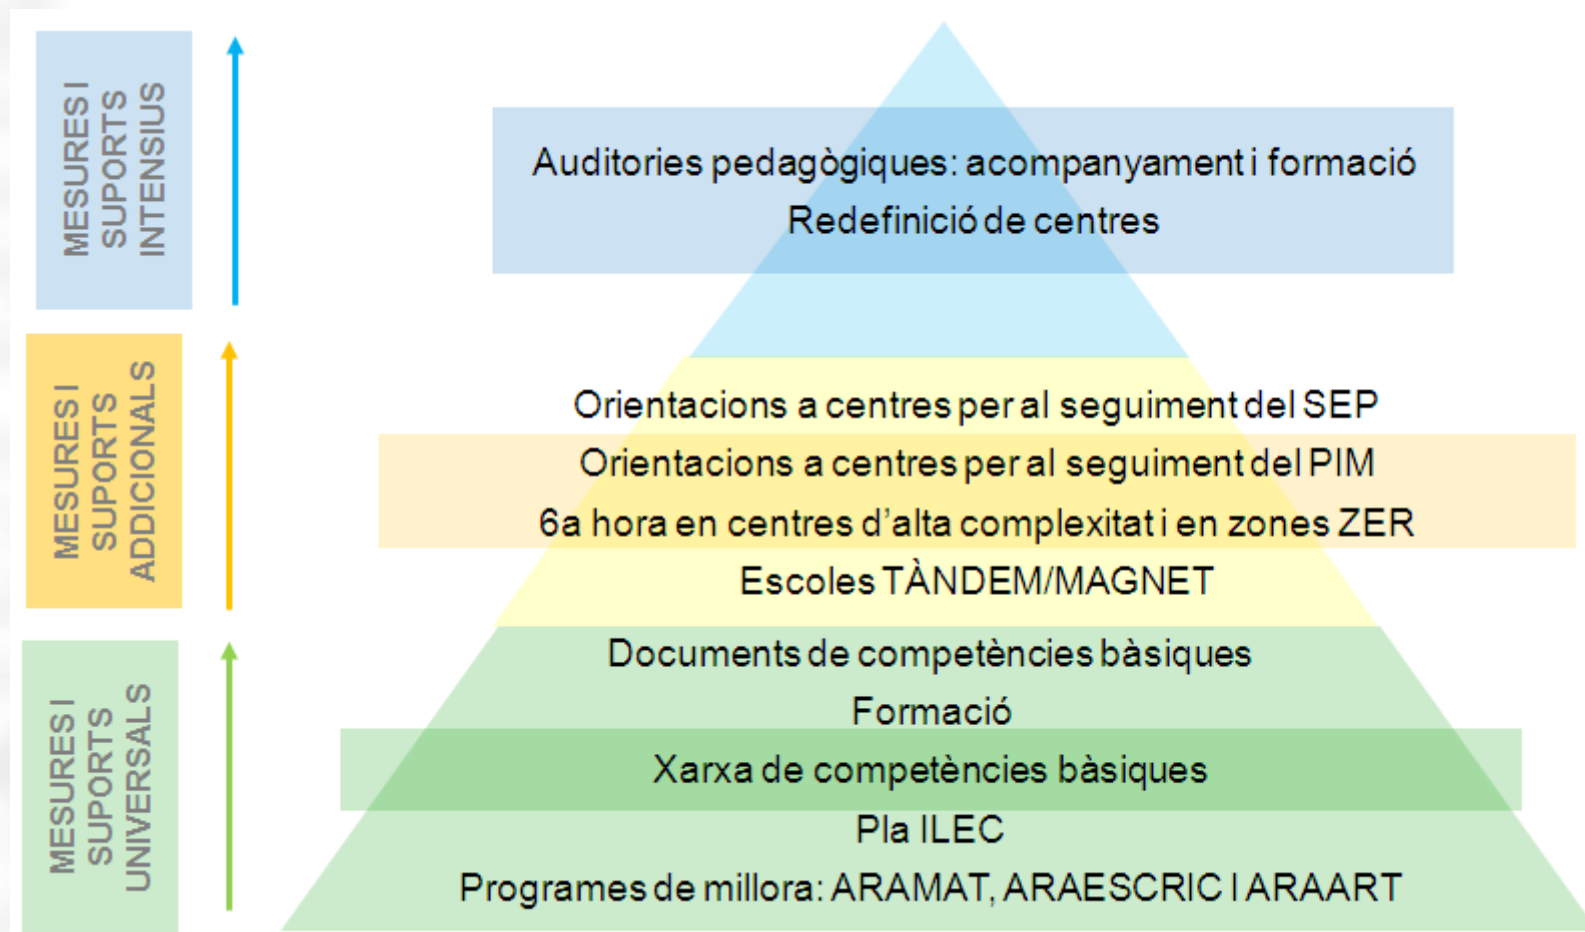 MESURES I
SUPORTS
INTENSIUS
Auditories pedagògiques: acompanyament i formació
Redefinició de centres
MESURES I
SUPORTS
ADDICIONALS
Orientacions a centres per al seguiment del SEP
Orientacions a centres per al seguiment del PIM
6a hora en centres d'alta complexitat i en zones ZER
Escoles TÀNDEM/MAGNET
MESURES I
SUPORTS
UNIVERSALS
Documents de competències bàsiques
Formació
Xarxa de competències bàsiques
Pla ILEC
Programes de millora: ARAMAT, ARAESCRIC I ARAART